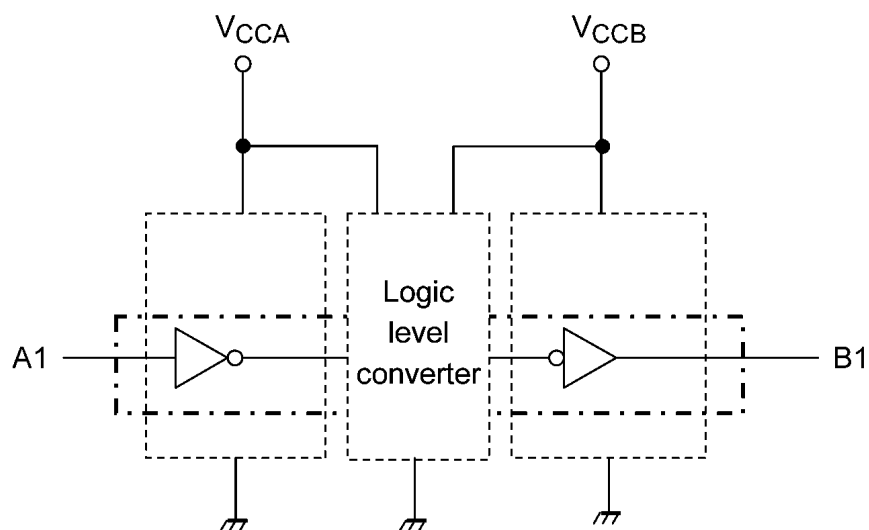 VCCA
VCCB
Logic
level
converter
A1
B1